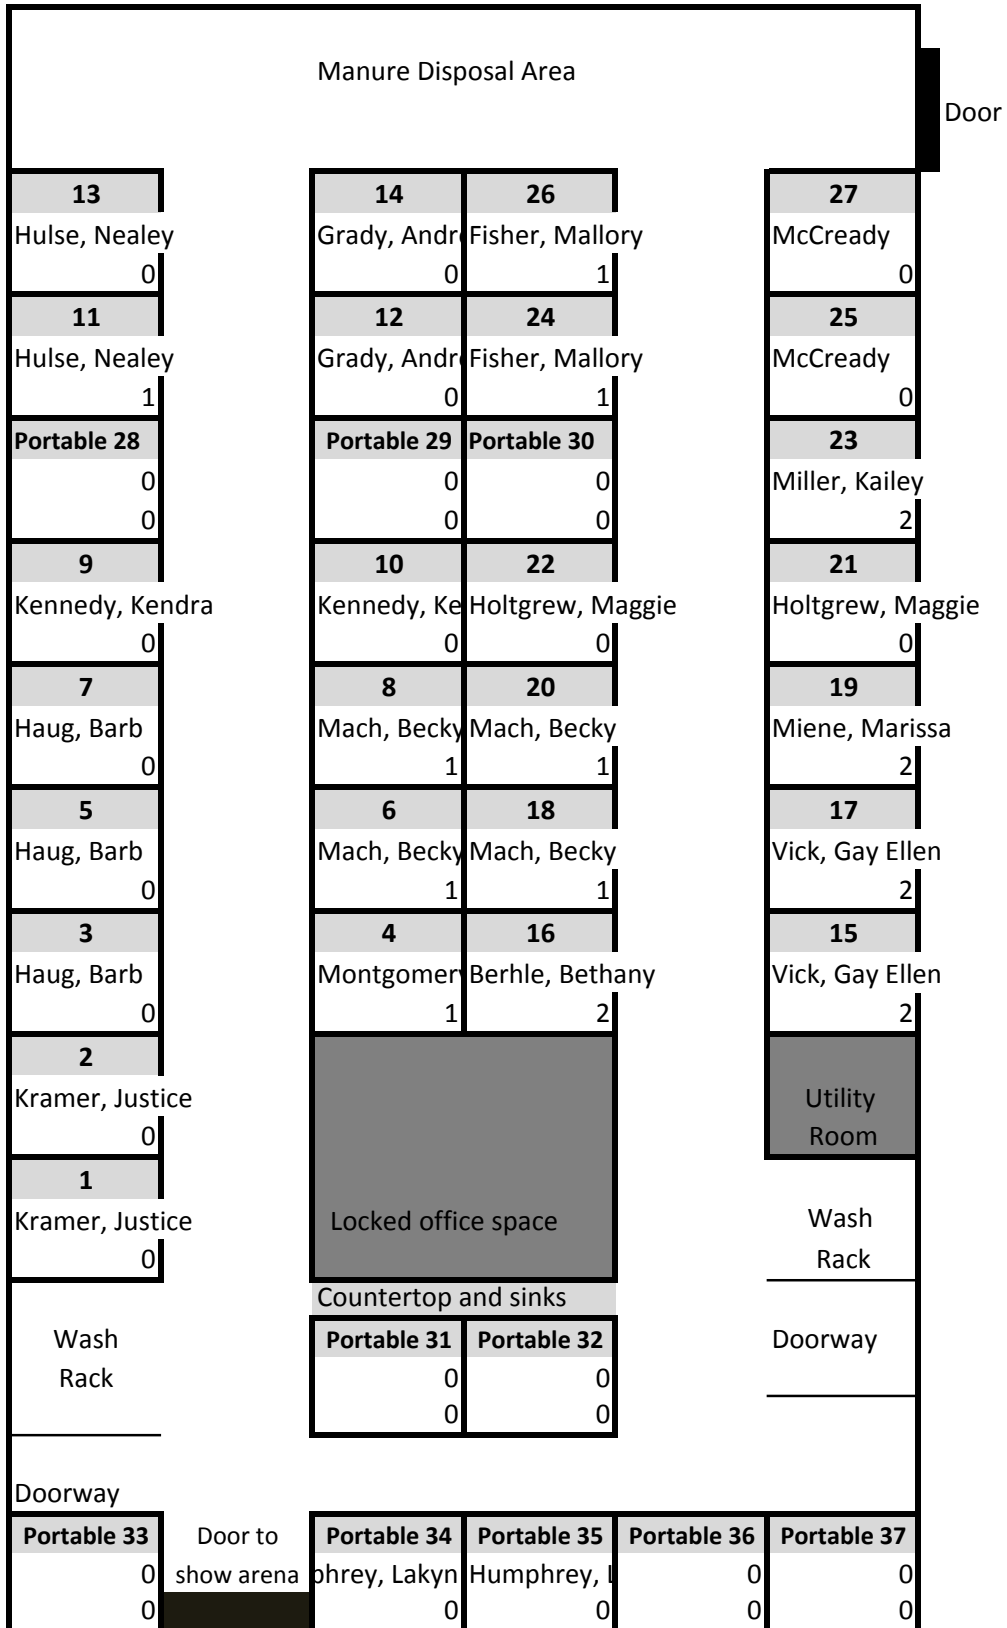 Manure Disposal Area
Door
13 14 26 27
Hulse, Nealey Grady, Andr Fisher, Mallory McCready
0 0 1 0
11 12 24 25
Hulse, Nealey Grady, Andr Fisher, Mallory McCready
1 0 1 0
Portable 28 Portable 29 Portable 30 23
0 0 0 Miller, Kailey
0 0 0 2
9 10 22 21
Kennedy, Kendra Kennedy, Ke Holtgrew, Maggie Holtgrew, Maggie
0 0 0 0
7 8 20 19
Haug, Barb Mach, Becky Mach, Becky Miene, Marissa
0 1 1 2
5 6 18 17
Haug, Barb Mach, Becky Mach, Becky Vick, Gay Ellen
0 1 1 2
3 4 16 15
Haug, Barb Montgomery Berhle, Bethany Vick, Gay Ellen
0 1 2 2
2
Kramer, Justice Utility
0 Room
1
Kramer, Justice Locked office space Wash
0 Rack
Countertop and sinks
Wash Portable 31 Portable 32 Doorway
Rack 0 0
0 0
Doorway
Portable 33 Door to Portable 34 Portable 35 Portable 36 Portable 37
0 show arena phrey, Lakyn Humphrey, L 0 0
0 0 0 0 0